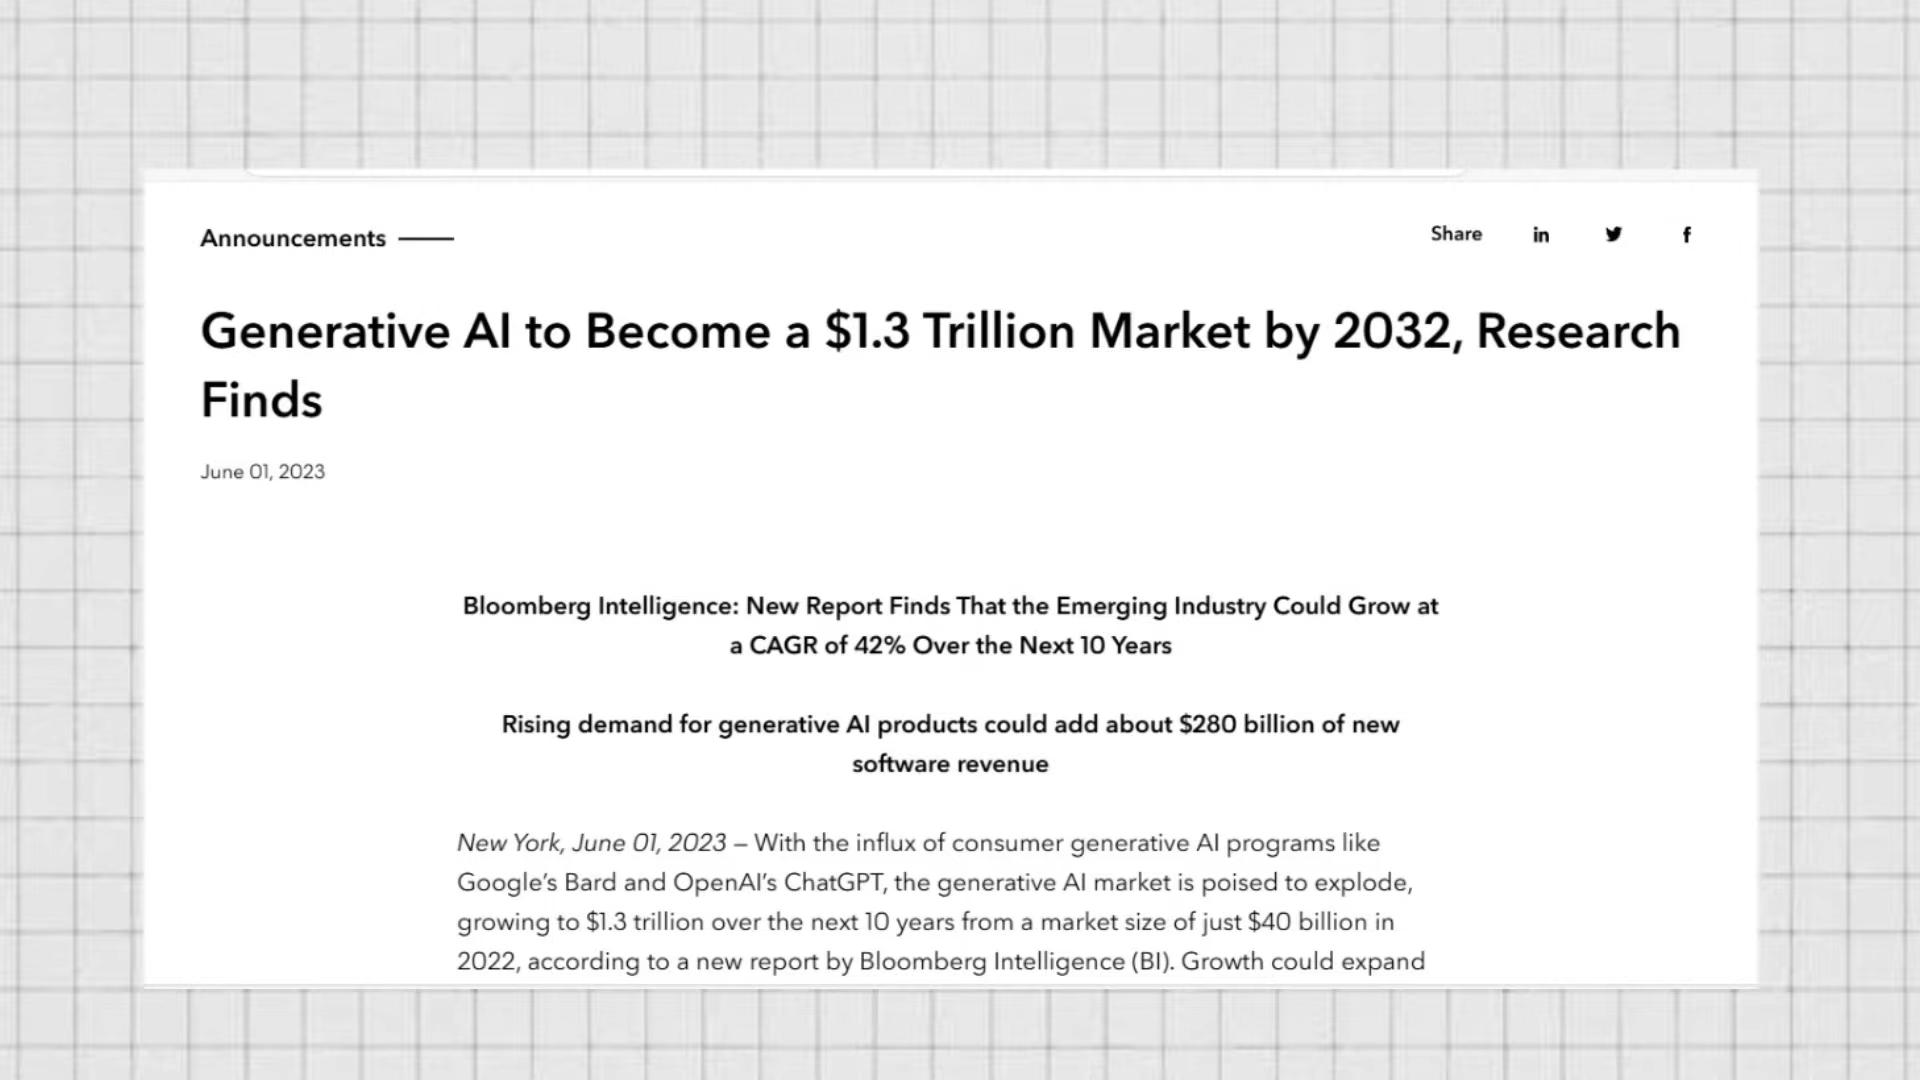 Announcements
Share in f
Generative AI to Become a $1.3 Trillion Market by 2032, Research
Finds
June 01, 2023
Bloomberg Intelligence: New Report Finds That the Emerging Industry Could Grow at
a CAGR of 42% Over the Next 10 Years
Rising demand for generative AI products could add about $280 billion of new
software revenue
New York, June 01, 2023 – With the influx of consumer generative AI programs like
Google’s Bard and OpenAI’s ChatGPT, the generative AI market is poised to explode,
growing to $1.3 trillion over the next 10 years from a market size of just $40 billion in
2022, according to a new report by Bloomberg Intelligence (BI). Growth could expand